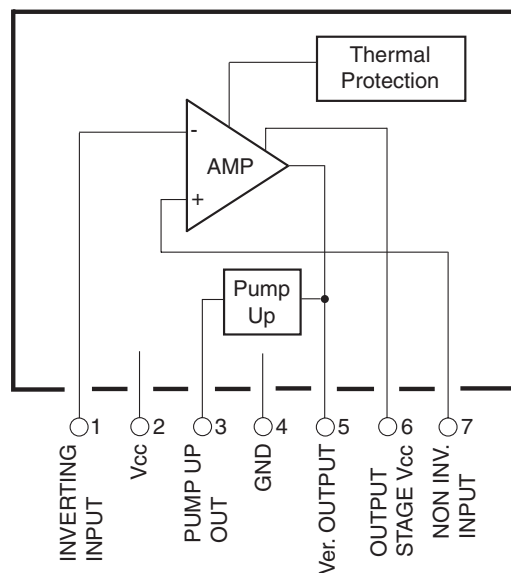 Thermal
Protection
-
AMP
+
Pump
Up
1
2
3
4
5
6
7
INVERTING
INPUT
Vcc
PUMP UP
OUT
GND
Ver. OUTPUT
OUTPUT
STAGE Vcc
NON INV.
INPUT